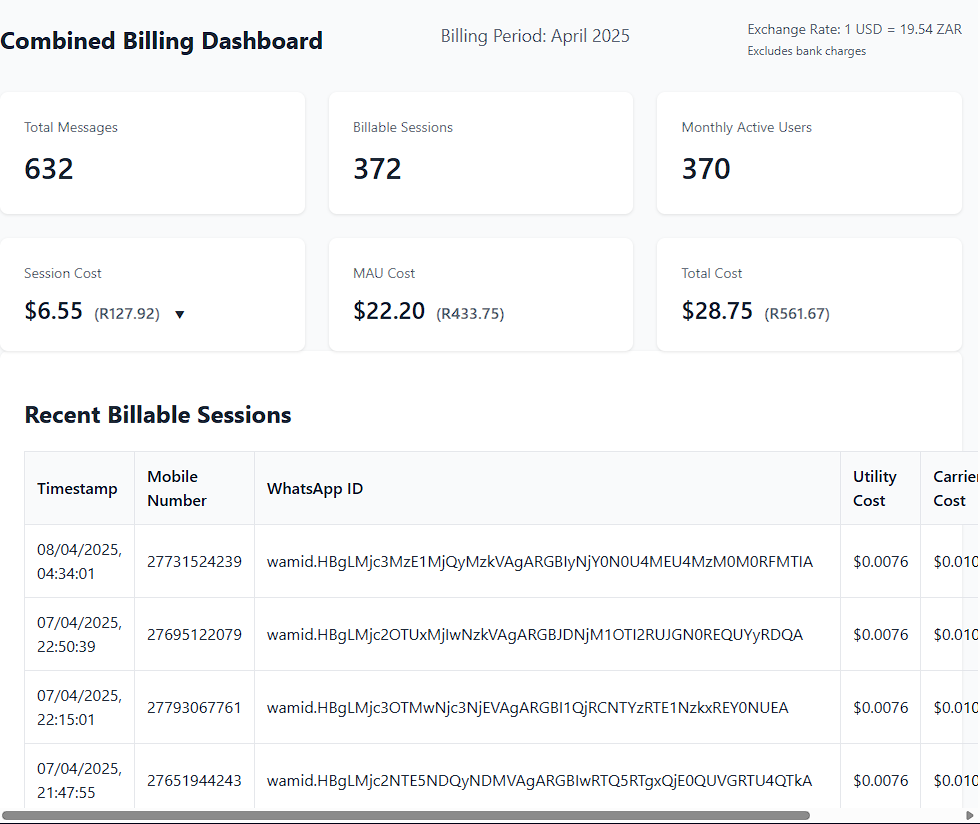 Combined Billing Dashboard
Billing Period: April 2025
Exchange Rate: 1 USD = 19.54 ZAR
Excludes bank charges
Total Messages
632
Billable Sessions
372
Monthly Active Users
370
Session Cost
$6.55 (R127.92) ▼
MAU Cost
$22.20 (R433.75)
Total Cost
$28.75 (R561.67)
Recent Billable Sessions
Timestamp
Mobile
Number
WhatsApp ID
Utility
Cost
Carrier
Cost
08/04/2025,
04:34:01
27731524239
wamid.HBgLMjc3MzE1MjQyMzkVAgARGBIyNjY0N0U4MEU4MzM0M0RFMTIA
$0.0076
$0.010
07/04/2025,
22:50:39
27695122079
wamid.HBgLMjc2OTUxMjIwNzkVAgARGBJDNjM1OTI2RUJGN0REQUYyRDQA
$0.0076
$0.010
07/04/2025,
22:15:01
27793067761
wamid.HBgLMjc3OTMwNjc3NjEVAgARGBI1QjRCNTYzRTE1NzkxREY0NUEA
$0.0076
$0.010
07/04/2025,
21:47:55
27651944243
wamid.HBgLMjc2NTE5NDQyNDMVAgARGBIwRTQ5RTgxQjE0QUVGRTU4QTkA
$0.0076
$0.010